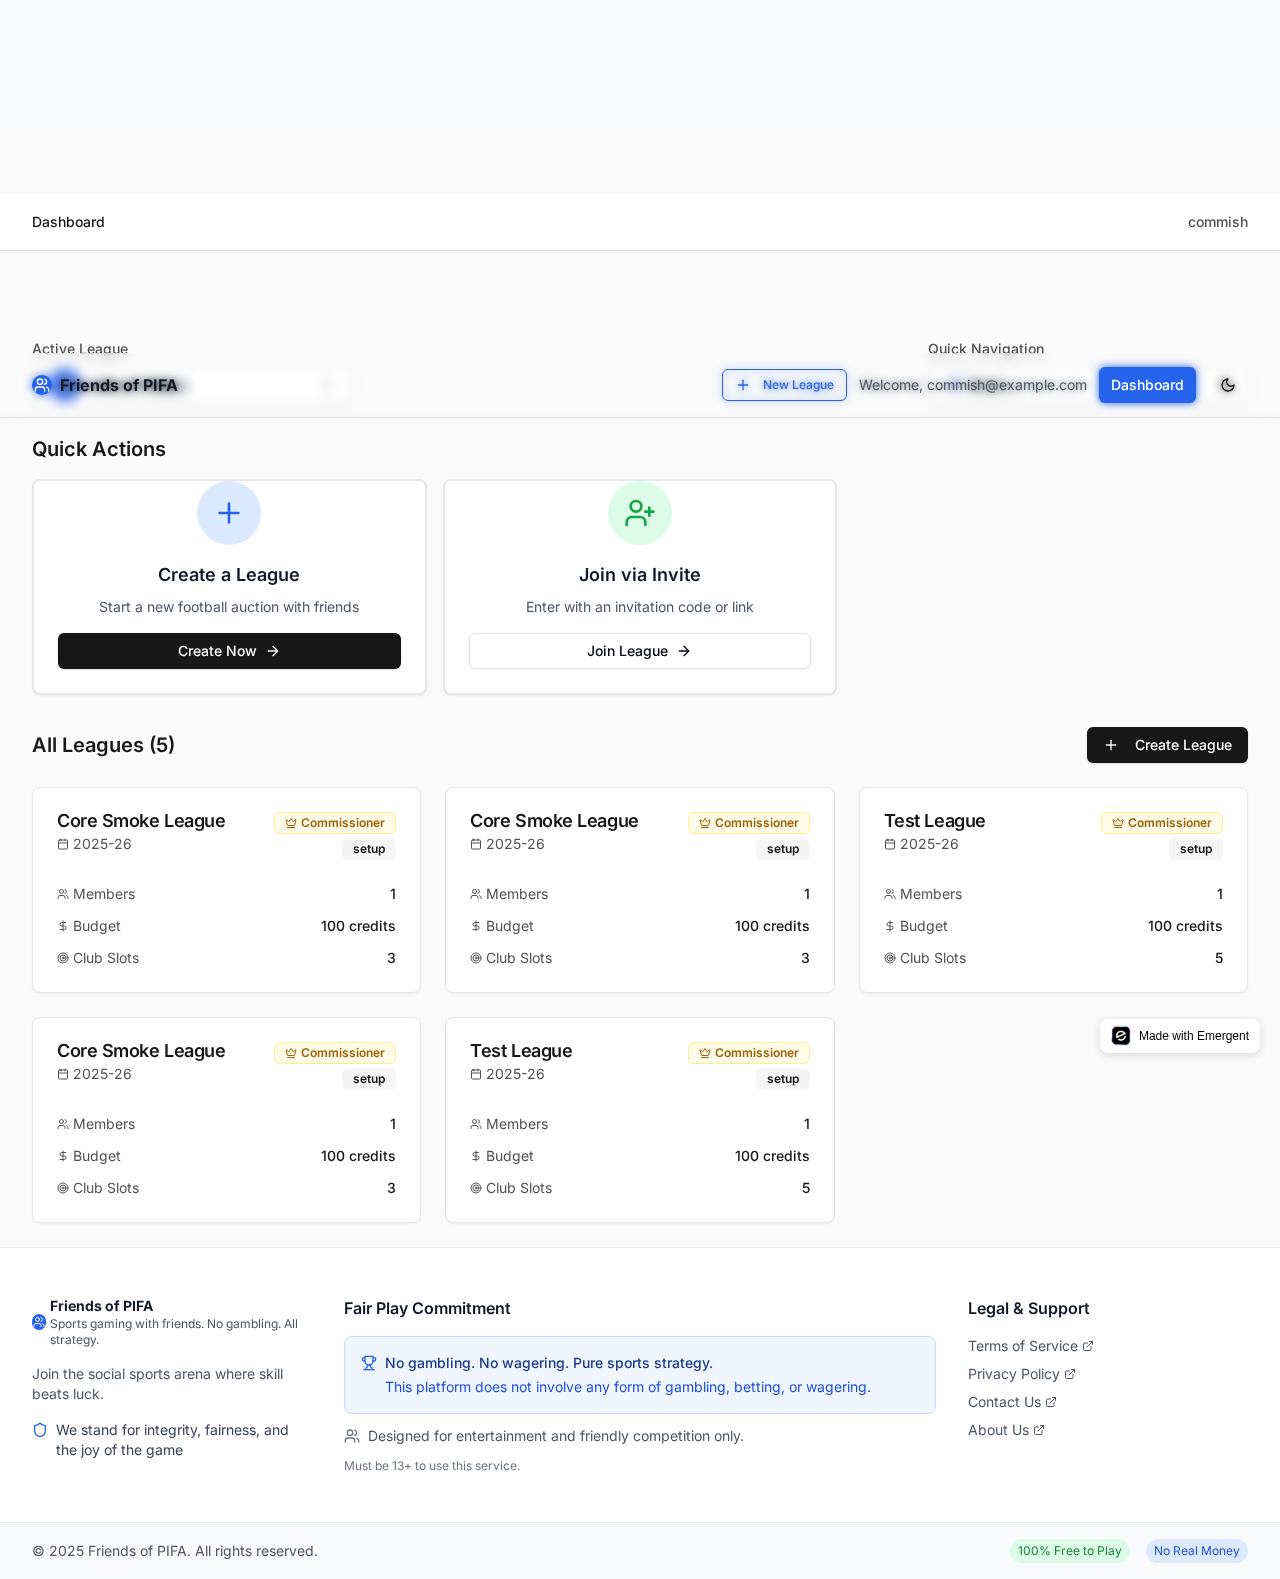 Dashboard
commish
Active League
Quick Navigation
Friends of PIFA
New League
Welcome, commish@example.com
Dashboard
Quick Actions
Create a League
Start a new football auction with friends
Create Now
Join via Invite
Enter with an invitation code or link
Join League
All Leagues (5)
Create League
Core Smoke League
Commissioner
2025-26
setup
Members 1
Budget 100 credits
Club Slots 3
Core Smoke League
Commissioner
2025-26
setup
Members 1
Budget 100 credits
Club Slots 3
Test League
Commissioner
2025-26
setup
Members 1
Budget 100 credits
Club Slots 5
Core Smoke League
Commissioner
2025-26
setup
Members 1
Budget 100 credits
Club Slots 3
Test League
Commissioner
2025-26
setup
Members 1
Budget 100 credits
Club Slots 5
Made with Emergent
Friends of PIFA
Sports gaming with friends. No gambling. All
strategy.
Join the social sports arena where skill
beats luck.
We stand for integrity, fairness, and
the joy of the game
Fair Play Commitment
No gambling. No wagering. Pure sports strategy.
This platform does not involve any form of gambling, betting, or wagering.
Designed for entertainment and friendly competition only.
Must be 13+ to use this service.
Legal & Support
Terms of Service
Privacy Policy
Contact Us
About Us
© 2025 Friends of PIFA. All rights reserved.
100% Free to Play
No Real Money